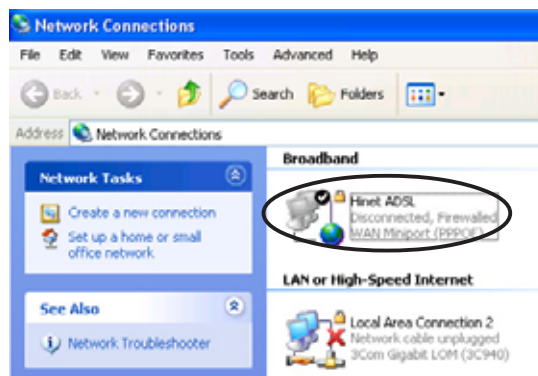 Network Connections
File Edit View Favorites Tools Advanced Help
Back Search Folders
Address Network Connections
Network Tasks
Create a new connection
Set up a home or small
office network
See Also
Network Troubleshooter
Broadband
Hinet ADSL
Disconnected, Firewalled
WAN Miniport (PPPOE)
LAN or High-Speed Internet
Local Area Connection 2
Network cable unplugged
3Com Gigabit LOM (3C940)